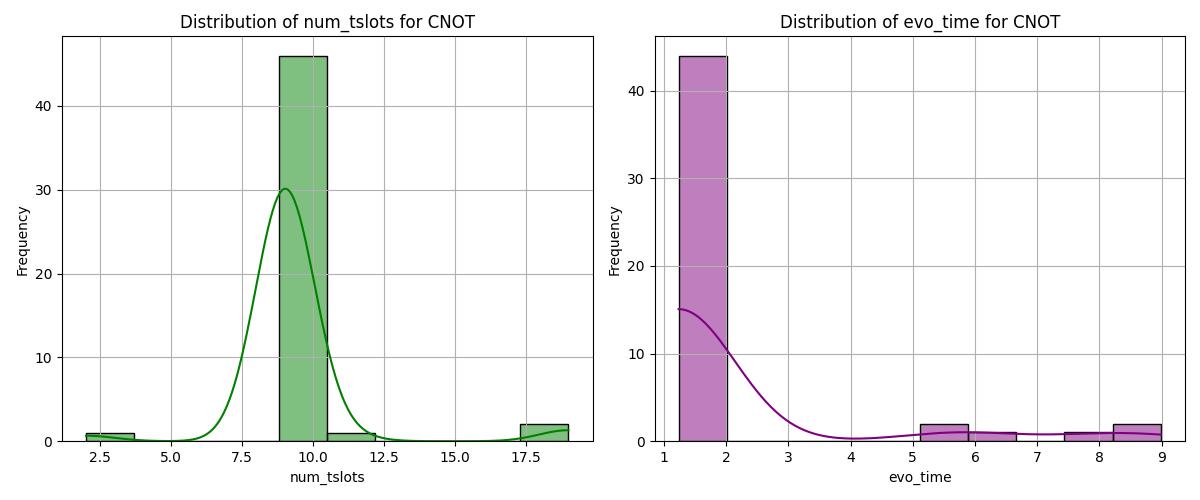 Distribution of num_tslots for CNOT
Frequency
40
30
20
10
0
2.5 5.0 7.5 10.0 12.5 15.0 17.5
num_tslots
Distribution of evo_time for CNOT
Frequency
40
30
20
10
0
1 2 3 4 5 6 7 8 9
evo_time